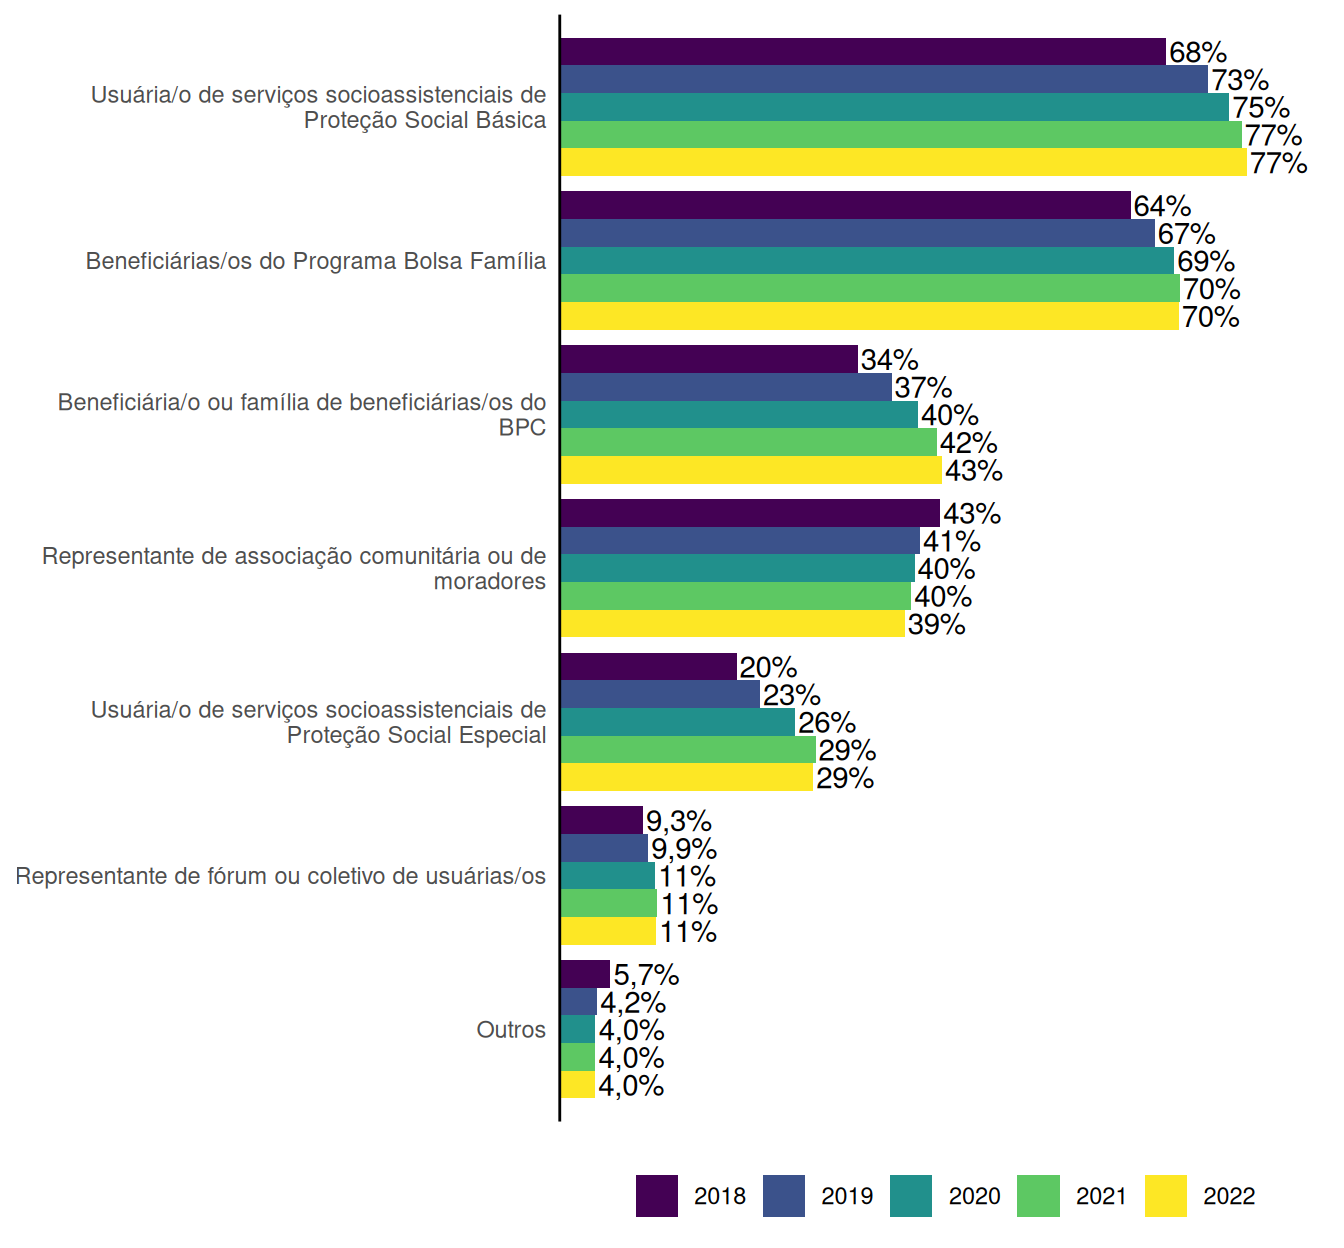 68%
73%
Usuária/o de serviços socioassistenciais de
Proteção Social Básica
75%
77%
77%
64%
67%
Beneficiárias/os do Programa Bolsa Família
69%
70%
70%
34%
37%
Beneficiária/o ou família de beneficiárias/os do
BPC
40%
42%
43%
43%
41%
Representante de associação comunitária ou de
moradores
40%
40%
39%
20%
23%
Usuária/o de serviços socioassistenciais de
Proteção Social Especial
26%
29%
29%
9,3%
9,9%
Representante de fórum ou coletivo de usuárias/os
11%
11%
11%
5,7%
4,2%
Outros
4,0%
4,0%
4,0%
2018 2019 2020 2021 2022